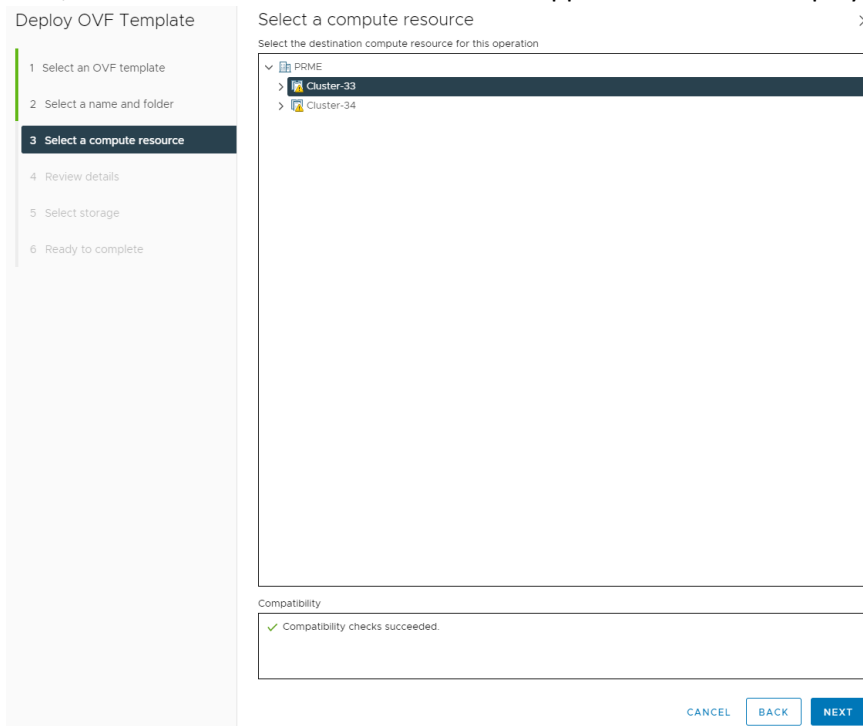 Deploy OVF Template
1 Select an OVF template
2 Select a name and folder
3 Select a compute resource
4 Review details
5 Select storage
6 Ready to complete
Select a compute resource
Select the destination compute resource for this operation
PRME
Cluster-33
Cluster-34
Compatibility
Compatibility checks succeeded.
CANCEL BACK NEXT